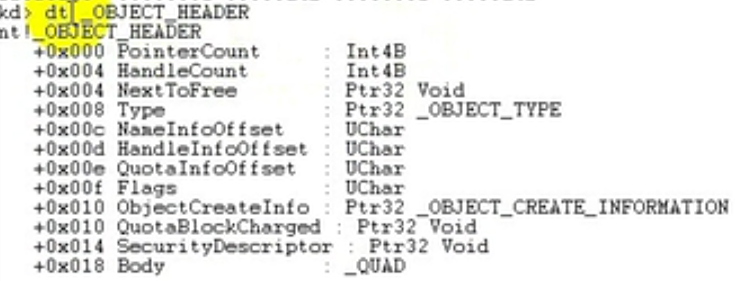 kd> dt _OBJECT_HEADER
nt!_OBJECT_HEADER
+0x000 PointerCount : Int4B
+0x004 HandleCount : Int4B
+0x004 NextToFree : Ptr32 Void
+0x008 Type : Ptr32 _OBJECT_TYPE
+0x00c NameInfoOffset : UChar
+0x00d HandleInfoOffset : UChar
+0x00e QuotaInfoOffset : UChar
+0x00f Flags : UChar
+0x010 ObjectCreateInfo : Ptr32 _OBJECT_CREATE_INFORMATION
+0x010 QuotaBlockCharged : Ptr32 Void
+0x014 SecurityDescriptor : Ptr32 Void
+0x018 Body : _QUAD